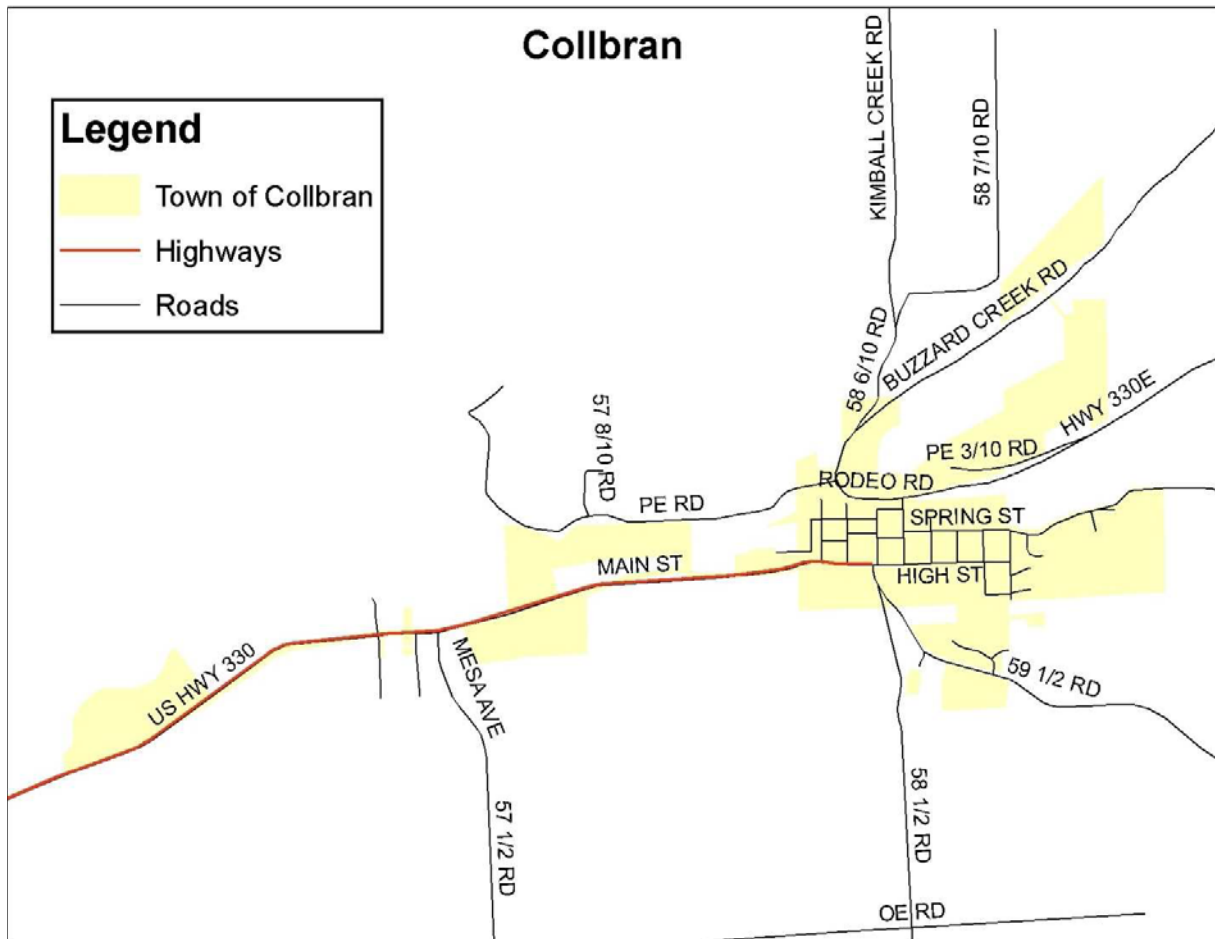 Collbran
Legend
Town of Collbran
Highways
Roads
KIMBALL CREEK RD
58 7/10 RD
BUZZARD CREEK RD
58 6/10 RD
HWY 330E
57 8/10 RD
PE 3/10 RD
RODEO RD
PE RD
SPRING ST
MAIN ST
HIGH ST
US HWY 330
MESA AVE
59 1/2 RD
57 1/2 RD
58 1/2 RD
OE RD